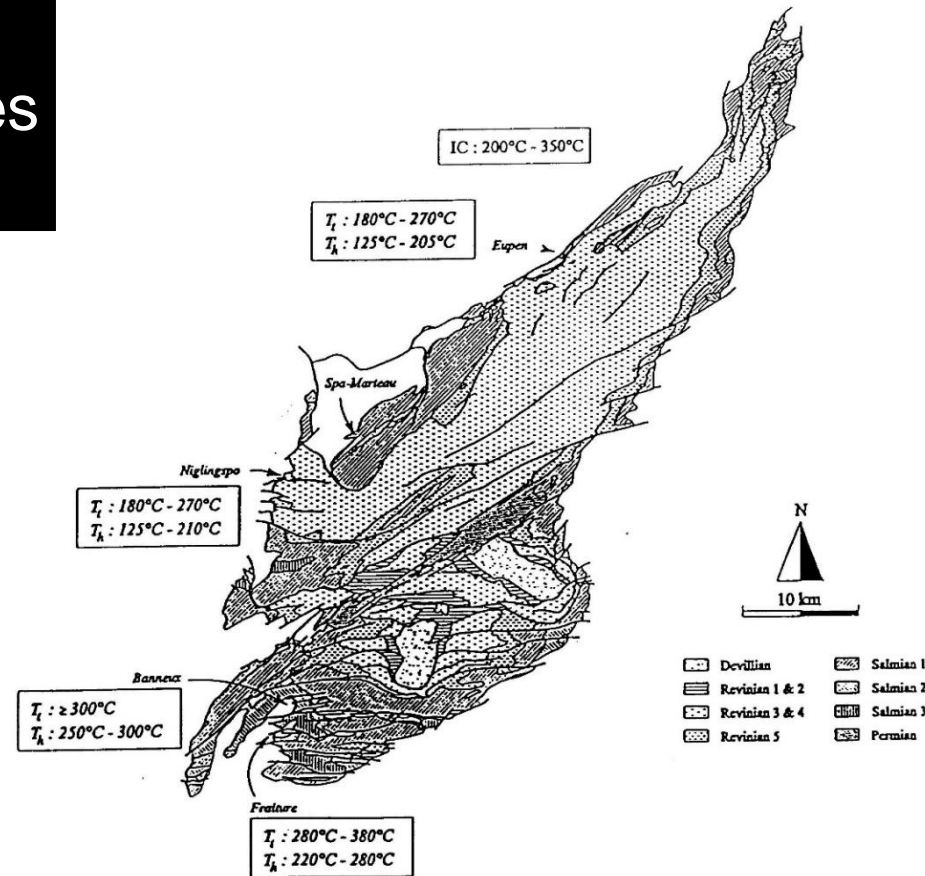 es
IC : 200°C - 350°C
Tt : 180°C - 270°C
Th : 125°C - 205°C
Eupen
Spa-Marteau
Niglingspo
Tt : 180°C - 270°C
Th : 125°C - 210°C
N
10 km
Banneux
Tt : ≥ 300°C
Th : 250°C - 300°C
Fraiture
Tt : 280°C - 380°C
Th : 220°C - 280°C
Devillian
Revinian 1 & 2
Revinian 3 & 4
Revinian 5
Salmian 1
Salmian 2
Salmian 3
Permian